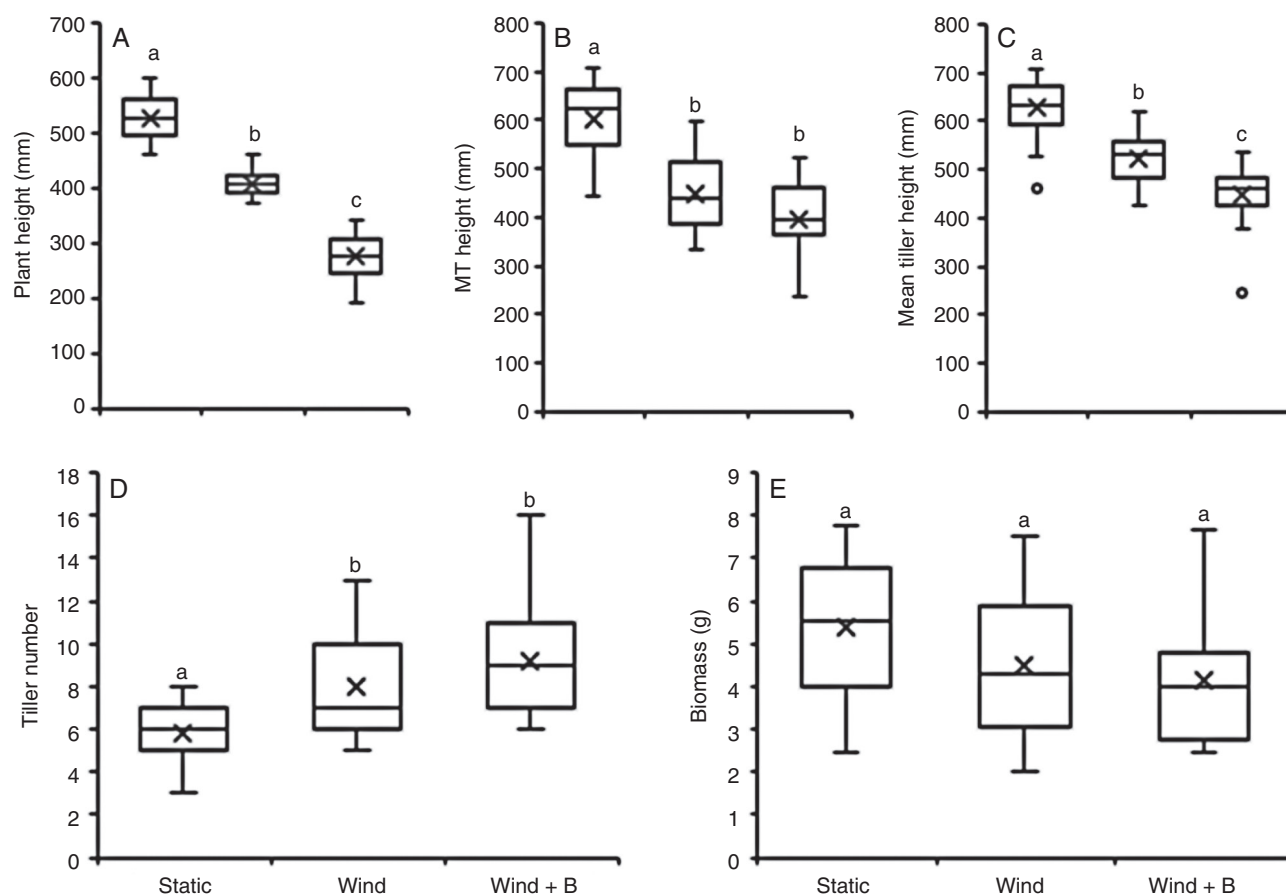 A
Plant height (mm)
700
600
500
400
300
200
100
0
a
b
c
B
MT height (mm)
800
700
600
500
400
300
200
100
0
a
b
b
C
Mean tiller height (mm)
800
700
600
500
400
300
200
100
0
a
b
c
D
Tiller number
18
16
14
12
10
8
6
4
2
0
a
b
b
Static
Wind
Wind + B
E
Biomass (g)
9
8
7
6
5
4
3
2
1
0
a
a
a
Static
Wind
Wind + B